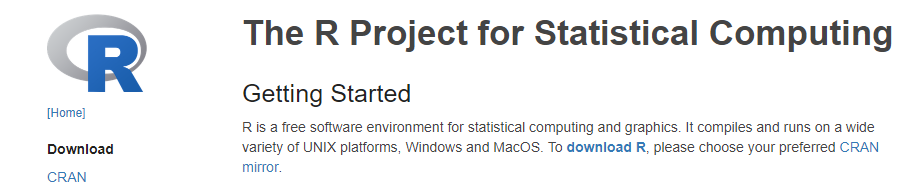 R
The R Project for Statistical Computing
[Home]
Getting Started
R is a free software environment for statistical computing and graphics. It compiles and runs on a wide
variety of UNIX platforms, Windows and MacOS. To download R, please choose your preferred CRAN
mirror.
Download
CRAN